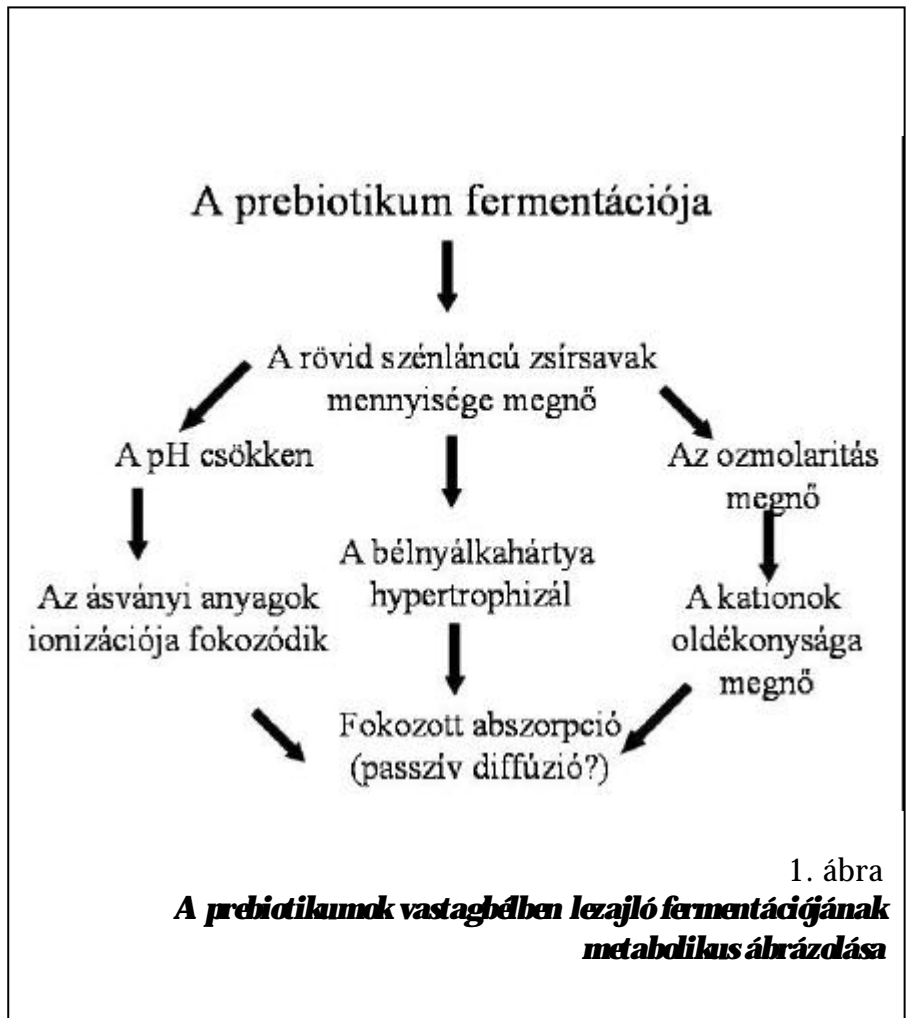 A prebiotikum fermentációja
A rövid szénláncú zsírsavak
mennyisége megnő
A pH csökken
Az ozmolaritás
megnő
A bélnyálkahártya
hypertrophizál
Az ásványi anyagok
ionizációja fokozódik
A kationok
oldékonysága
megnő
Fokozott abszorpció
(passzív diffúzió?)
1. ábra
A prebiotikumok vastagbélben lezajló fermentációjának
metabolikus ábrázolása